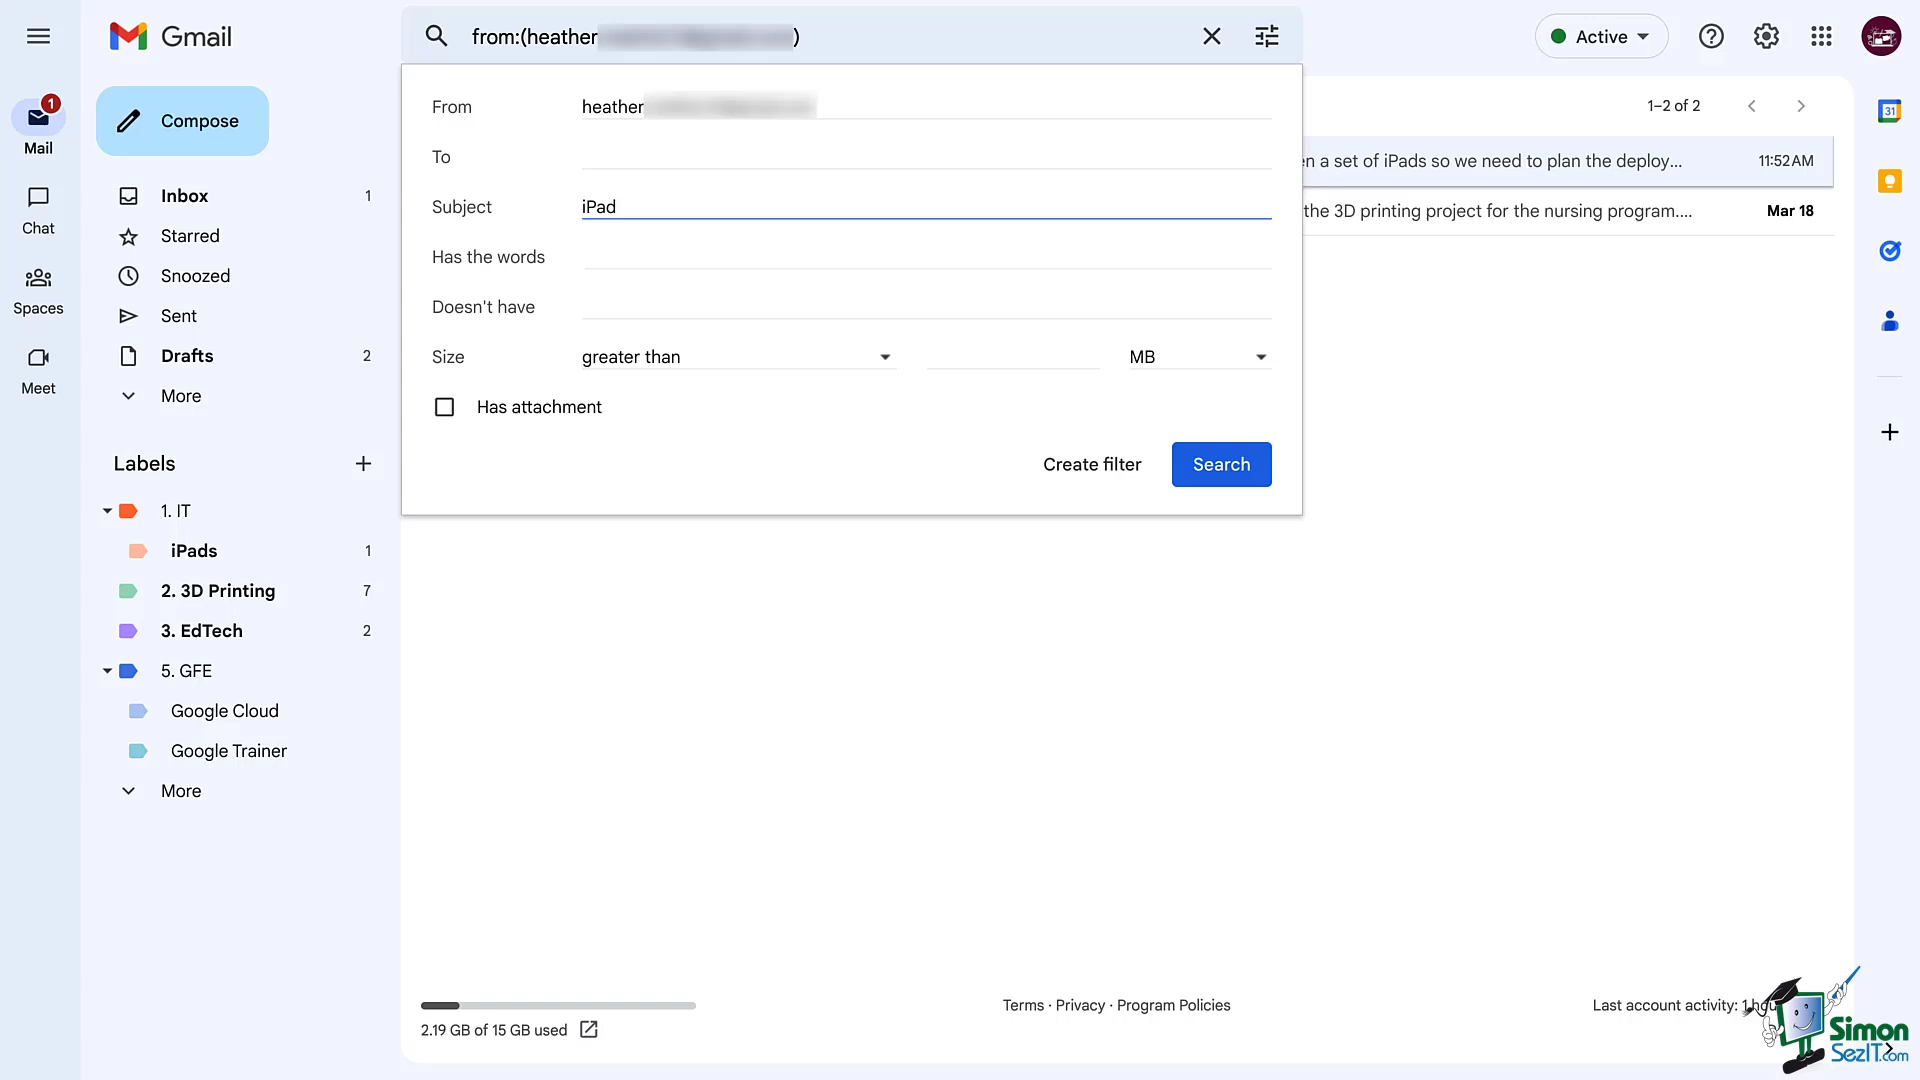 Gmail
from:(heather )
Active
1
Mail
Chat
Spaces
Meet
Compose
Inbox 1
Starred
Snoozed
Sent
Drafts 2
More
Labels
1. IT
iPads 1
2. 3D Printing 7
3. EdTech 2
5. GFE
Google Cloud
Google Trainer
More
From heather
To
Subject iPad
Has the words
Doesn't have
Size greater than MB
Has attachment
Create filter Search
1–2 of 2
a set of iPads so we need to plan the deploy... 11:52 AM
the 3D printing project for the nursing program.... Mar 18
31
2.19 GB of 15 GB used
Terms · Privacy · Program Policies
Last account activity: 1
Simon
SezIT.com